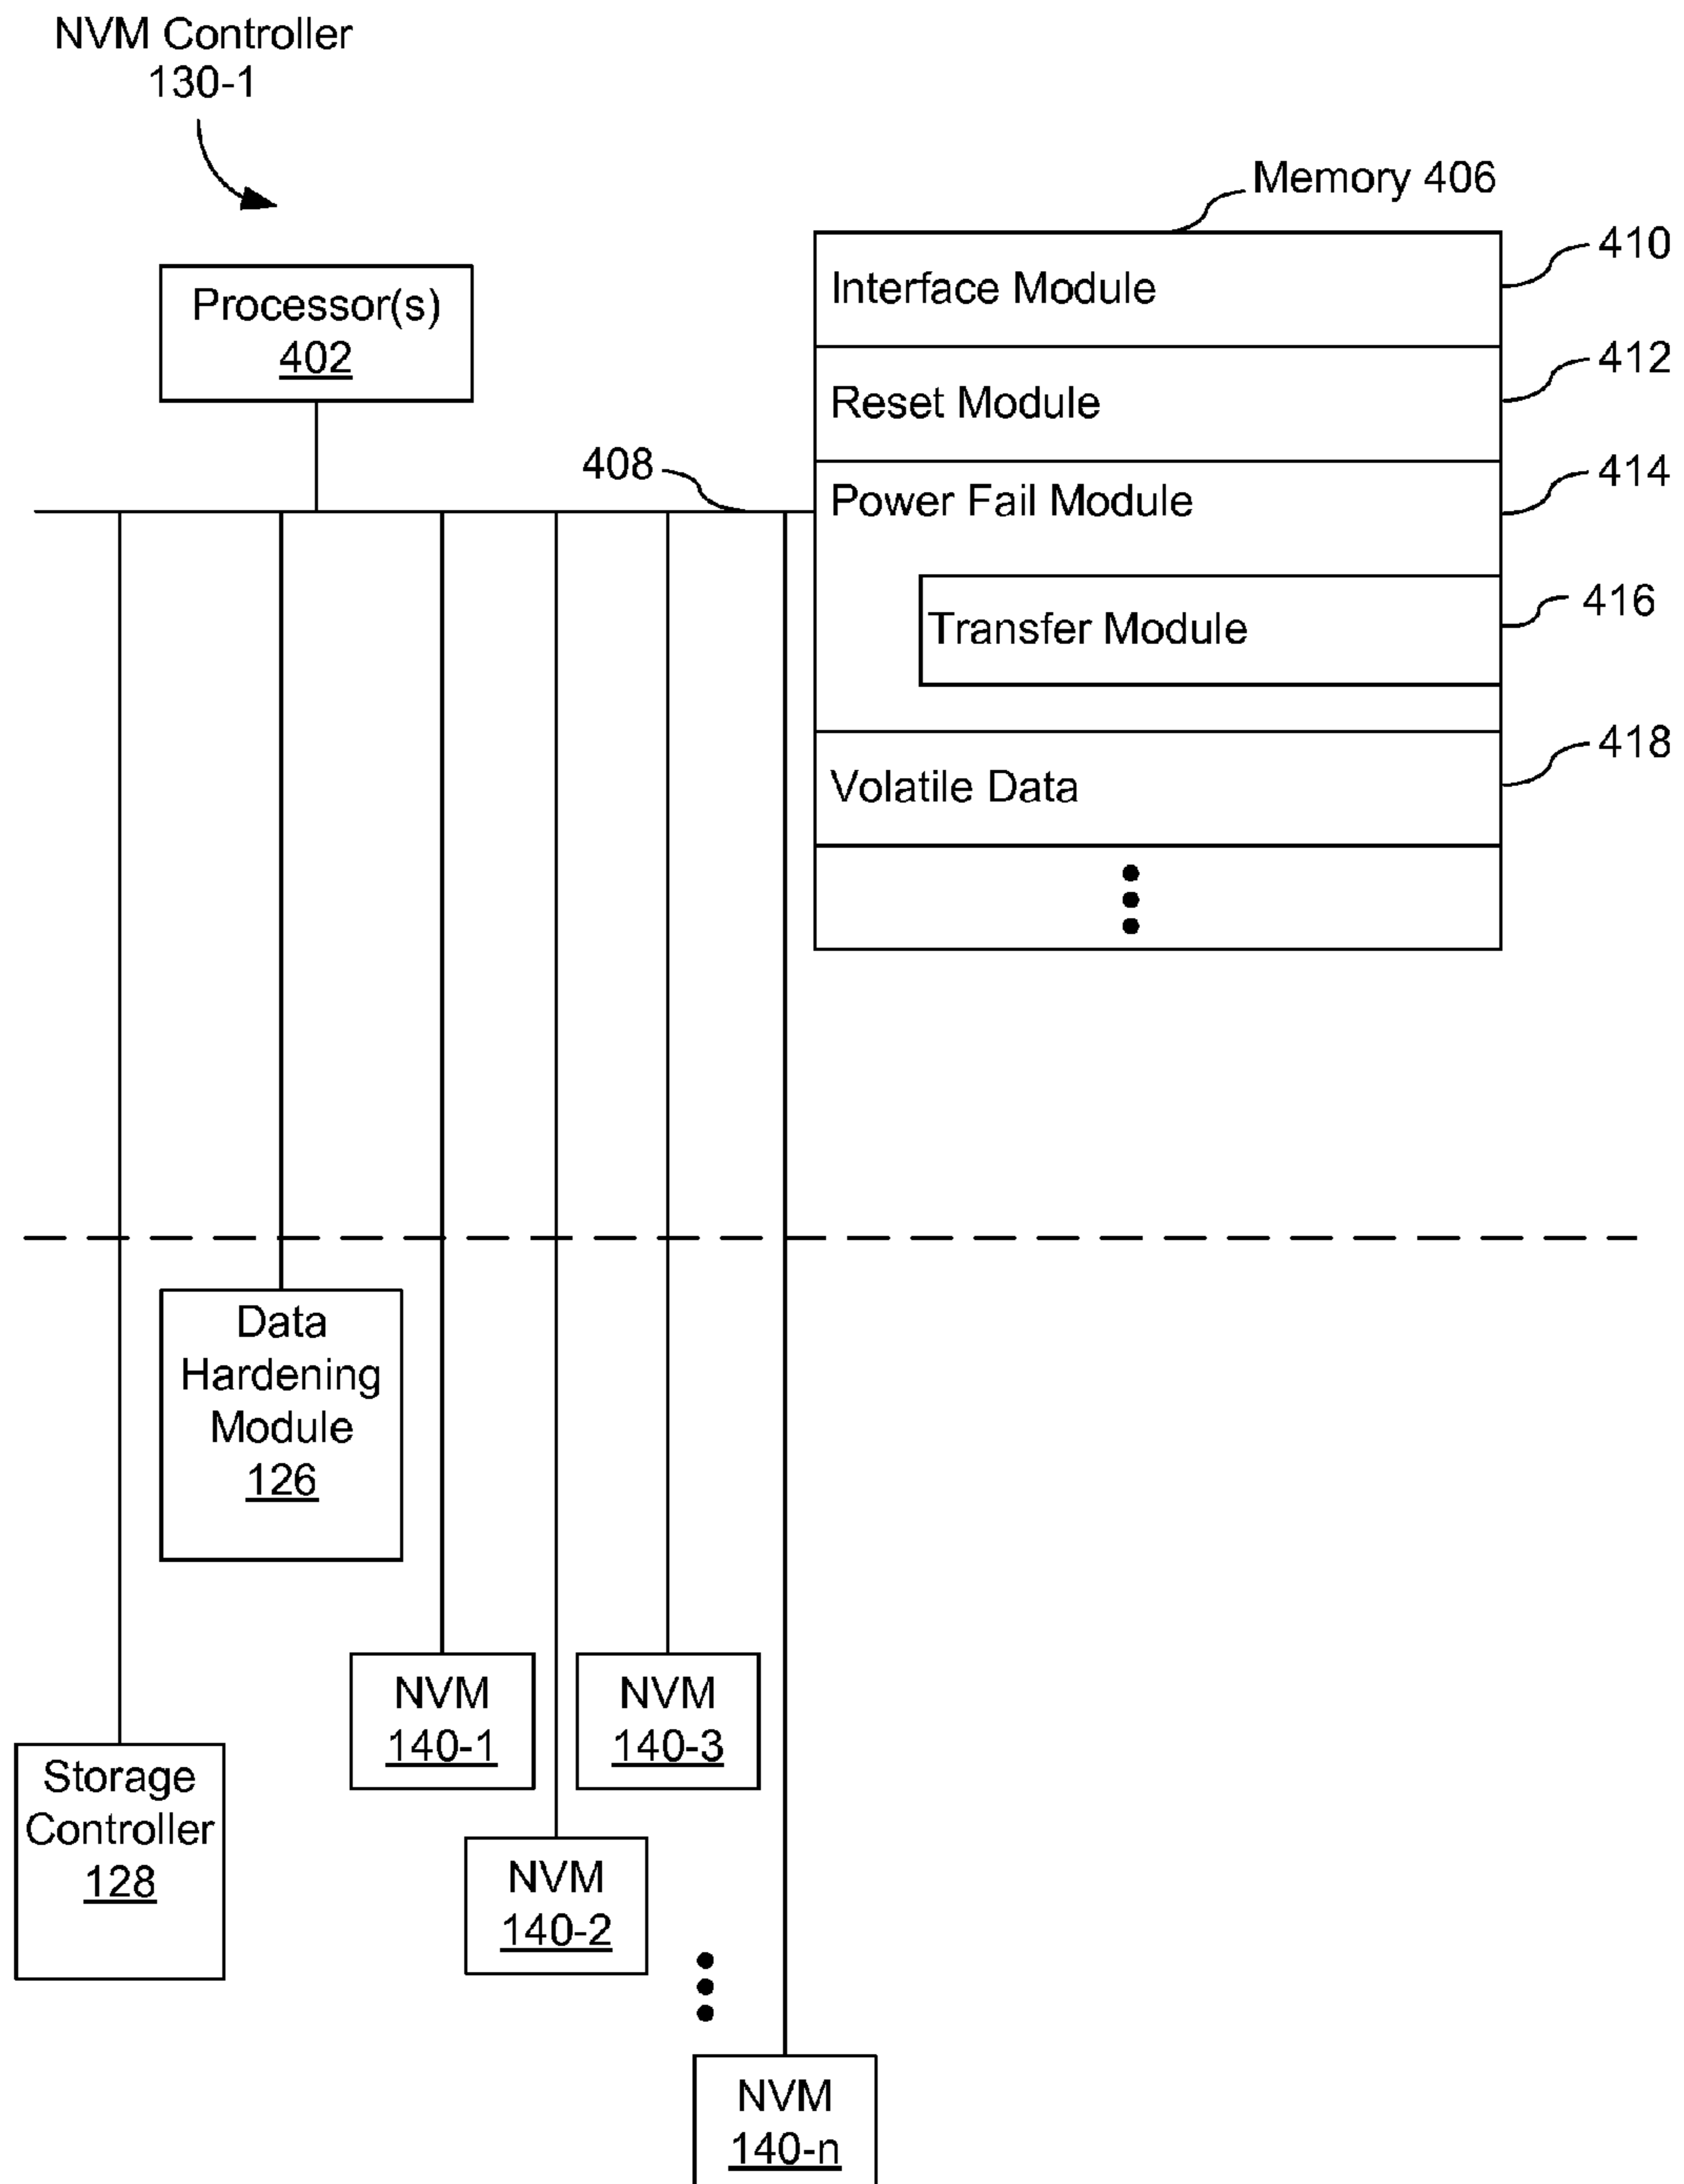 NVM Controller
130-1
Memory 406
Processor(s)
402
Interface Module
410
Reset Module
412
408
Power Fail Module
414
Transfer Module
416
Volatile Data
418
Data
Hardening
Module
126
NVM
140-1
NVM
140-3
Storage
Controller
128
NVM
140-2
NVM
140-n